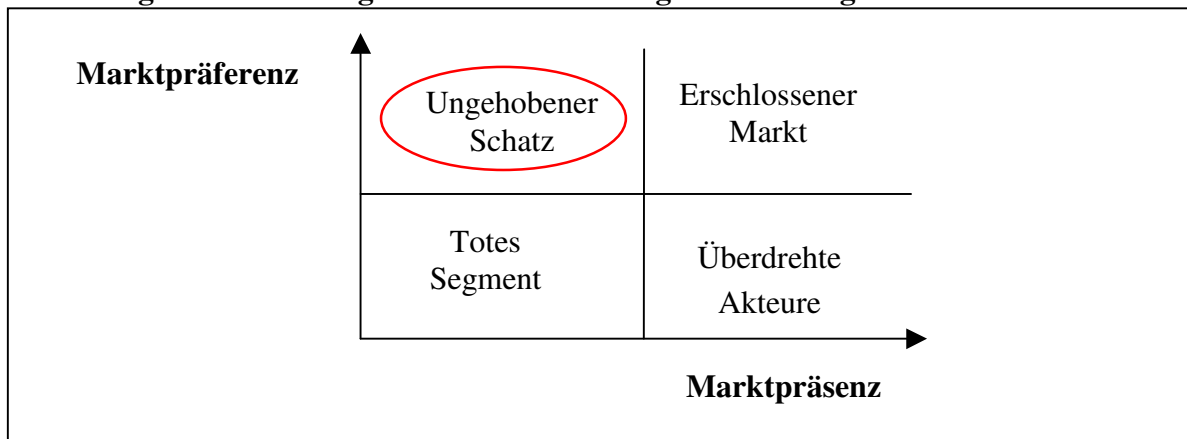 Marktpräferenz
Ungehobener
Schatz
Erschlossener
Markt
Totes
Segment
Überdrehte
Akteure
Marktpräsenz